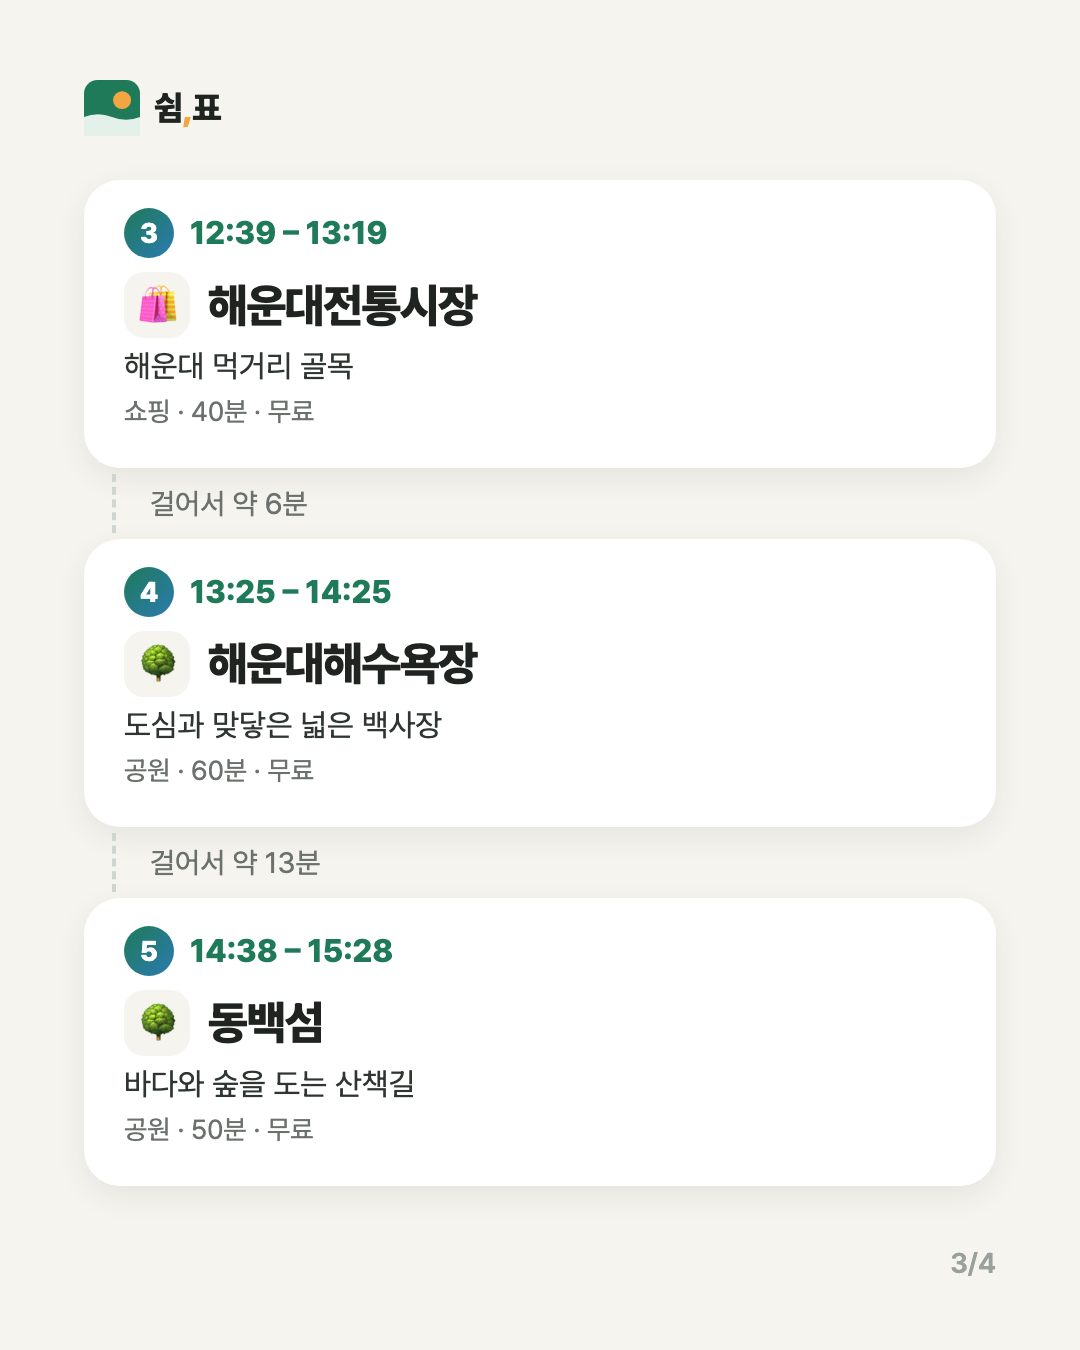 쉼,표
3 12:39 – 13:19
해운대전통시장
해운대 먹거리 골목
쇼핑 · 40분 · 무료
걸어서 약 6분
4 13:25 – 14:25
해운대해수욕장
도심과 맞닿은 넓은 백사장
공원 · 60분 · 무료
걸어서 약 13분
5 14:38 – 15:28
동백섬
바다와 숲을 도는 산책길
공원 · 50분 · 무료
3/4